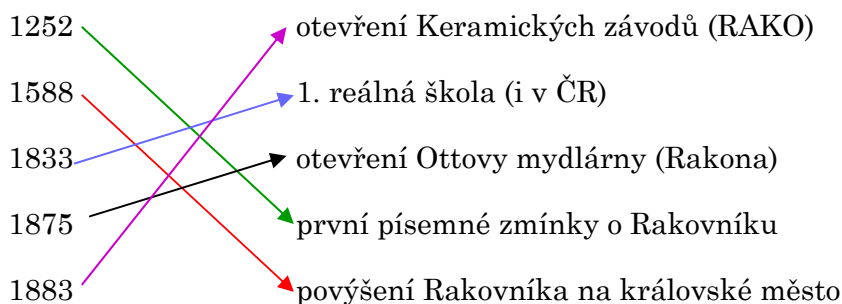 1252 otevření Keramických závodů (RAKO)
1588 1. reálná škola (i v ČR)
1833 otevření Ottovy mydlárny (Rakona)
1875 první písemné zmínky o Rakovníku
1883 povýšení Rakovníka na královské město